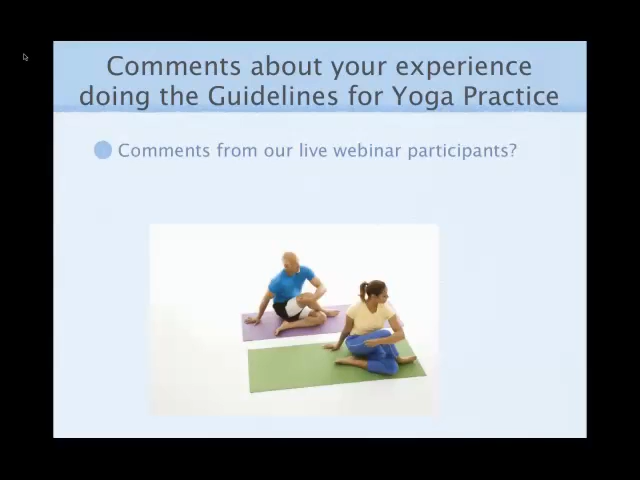 Comments about your experience
doing the Guidelines for Yoga Practice
Comments from our live webinar participants?